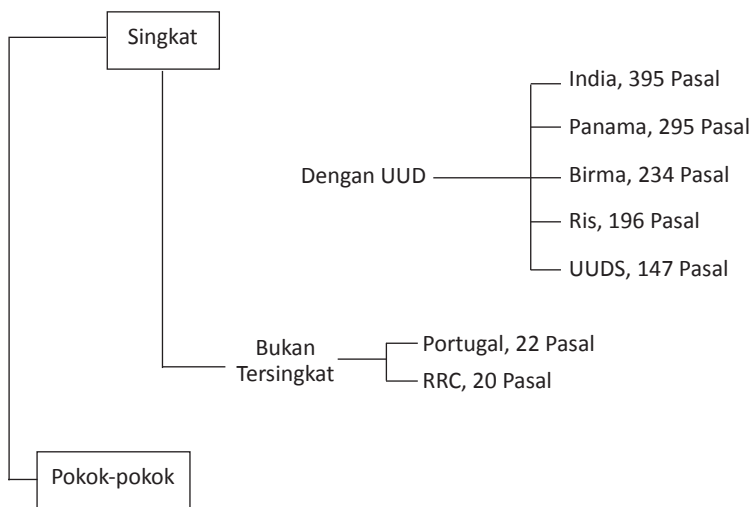 Singkat
Dengan UUD
India, 395 Pasal
Panama, 295 Pasal
Birma, 234 Pasal
Ris, 196 Pasal
UUDS, 147 Pasal
Bukan
Tersingkat
Portugal, 22 Pasal
RRC, 20 Pasal
Pokok-pokok